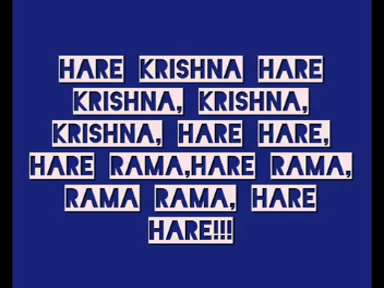 HARE KRISHNA HARE
KRISHNA, KRISHNA,
KRISHNA, HARE HARE,
HARE RAMA,HARE RAMA,
RAMA RAMA, HARE
HARE!!!